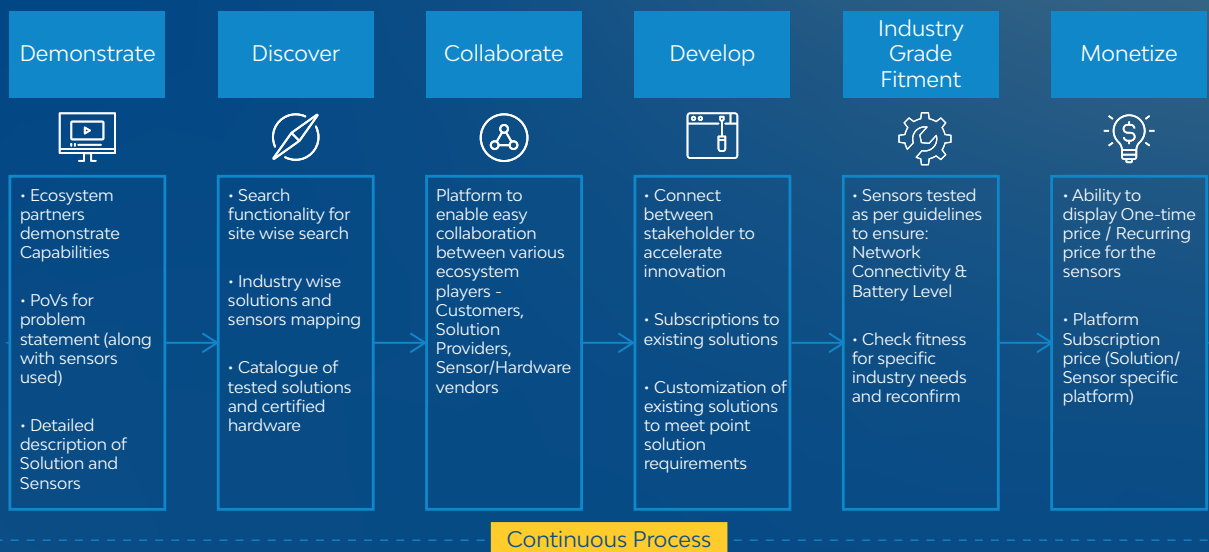 Demonstrate
Discover
Collaborate
Develop
Industry
Grade
Fitment
Monetize
• Ecosystem
partners
demonstrate
Capabilities
• PoVs for
problem
statement (along
with sensors
used)
• Detailed
description of
Solution and
Sensors
• Search
functionality for
site wise search
• Industry wise
solutions and
sensors mapping
• Catalogue of
tested solutions
and certified
hardware
Platform to
enable easy
collaboration
between various
ecosystem
players -
Customers,
Solution
Providers,
Sensor/Hardware
vendors
• Connect
between
stakeholder to
accelerate
innovation
• Subscriptions to
existing solutions
• Customization of
existing solutions
to meet point
solution
requirements
• Sensors tested
as per guidelines
to ensure:
Network
Connectivity &
Battery Level
• Check fitness
for specific
industry needs
and reconfirm
• Ability to
display One-time
price / Recurring
price for the
sensors
• Platform
Subscription
price (Solution/
Sensor specific
platform)
Continuous Process